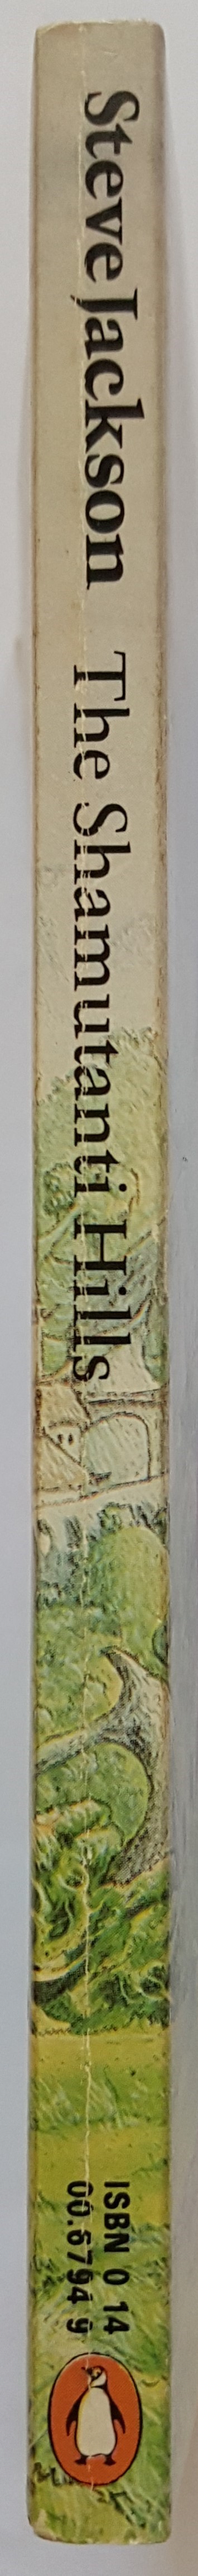 Steve Jackson The Shamutanti Hills
ISBN 0 14
00.6794 9